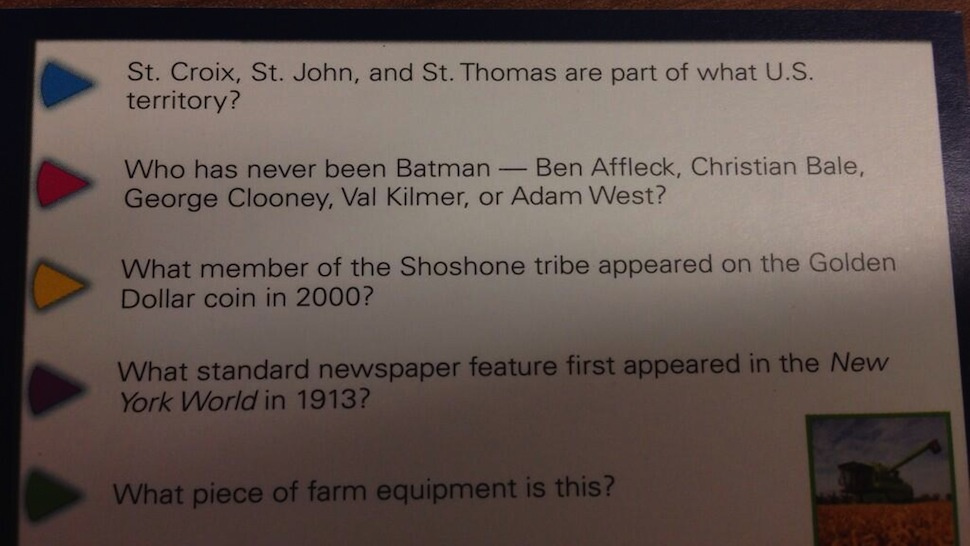 St. Croix, St. John, and St. Thomas are part of what U.S.
territory?
Who has never been Batman — Ben Affleck, Christian Bale,
George Clooney, Val Kilmer, or Adam West?
What member of the Shoshone tribe appeared on the Golden
Dollar coin in 2000?
What standard newspaper feature first appeared in the New
York World in 1913?
What piece of farm equipment is this?